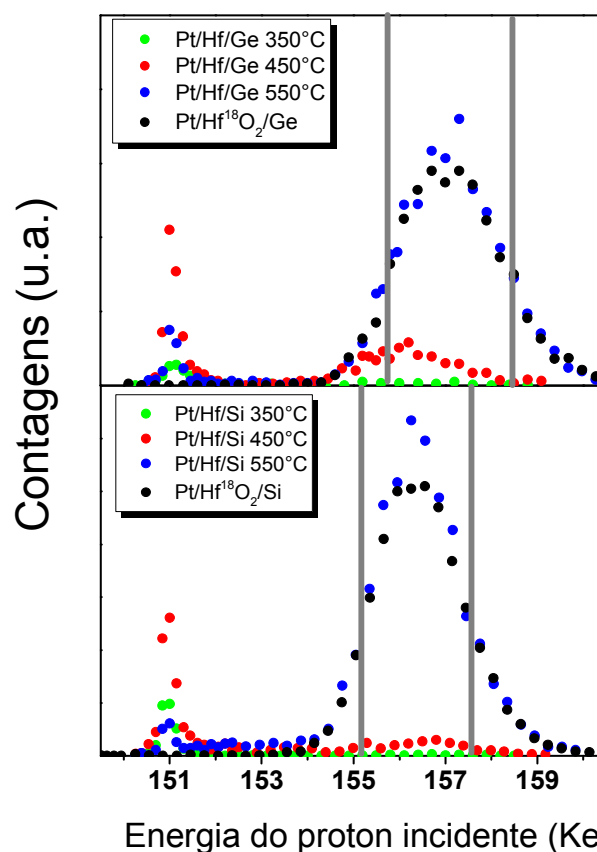 Pt/Hf/Ge 350°C
Pt/Hf/Ge 450°C
Pt/Hf/Ge 550°C
Pt/Hf¹⁸O₂/Ge
Contagens (u.a.)
Pt/Hf/Si 350°C
Pt/Hf/Si 450°C
Pt/Hf/Si 550°C
Pt/Hf¹⁸O₂/Si
151 153 155 157 159
Energia do proton incidente (Ke